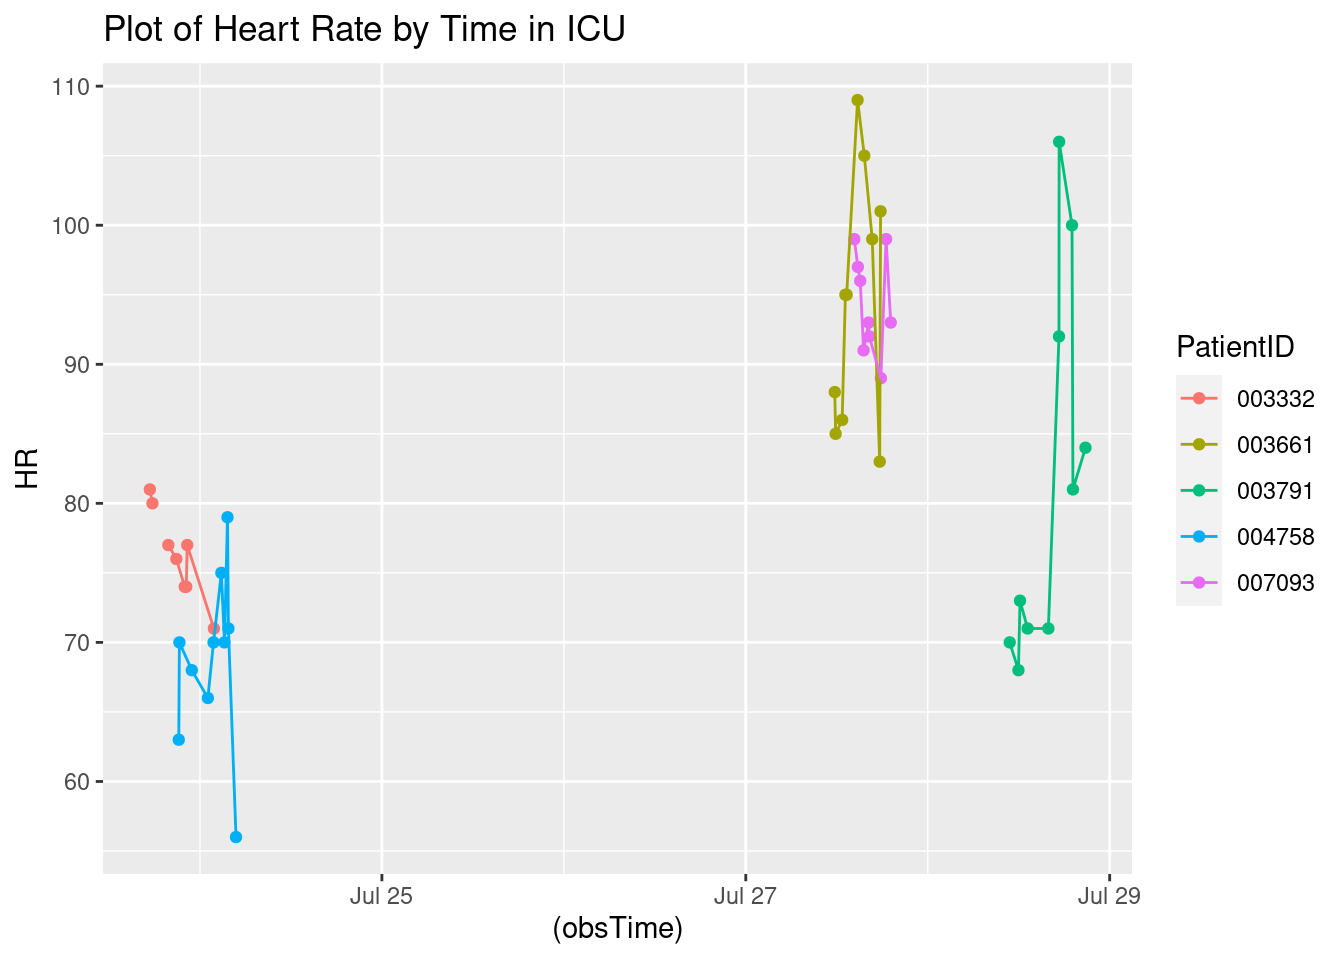 Plot of Heart Rate by Time in ICU
110
100
90
80
70
60
HR
Jul 25
Jul 27
Jul 29
(obsTime)
PatientID
003332
003661
003791
004758
007093